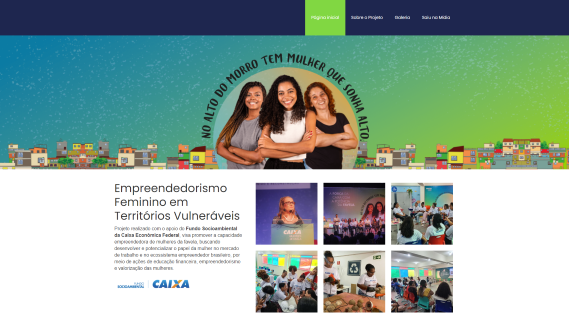 Página Inicial
Sobre o Projeto
Galeria
Saiu na Mídia
NO ALTO DO MORRO TEM MULHER QUE SONHA ALTO
Empreendedorismo
Feminino em
Territórios Vulneráveis
Projeto realizado com o apoio do Fundo Socioambiental
da Caixa Econômica Federal, visa promover a capacidade
empreendedora de mulheres da favela, buscando
desenvolver e potencializar o papel da mulher no mercado
de trabalho e no ecossistema empreendedor brasileiro, por
meio de ações de educação financeira, empreendedorismo
e valorização das mulheres
FUNDO
SOCIOAMBIENTAL
CAIXA
CAIXA